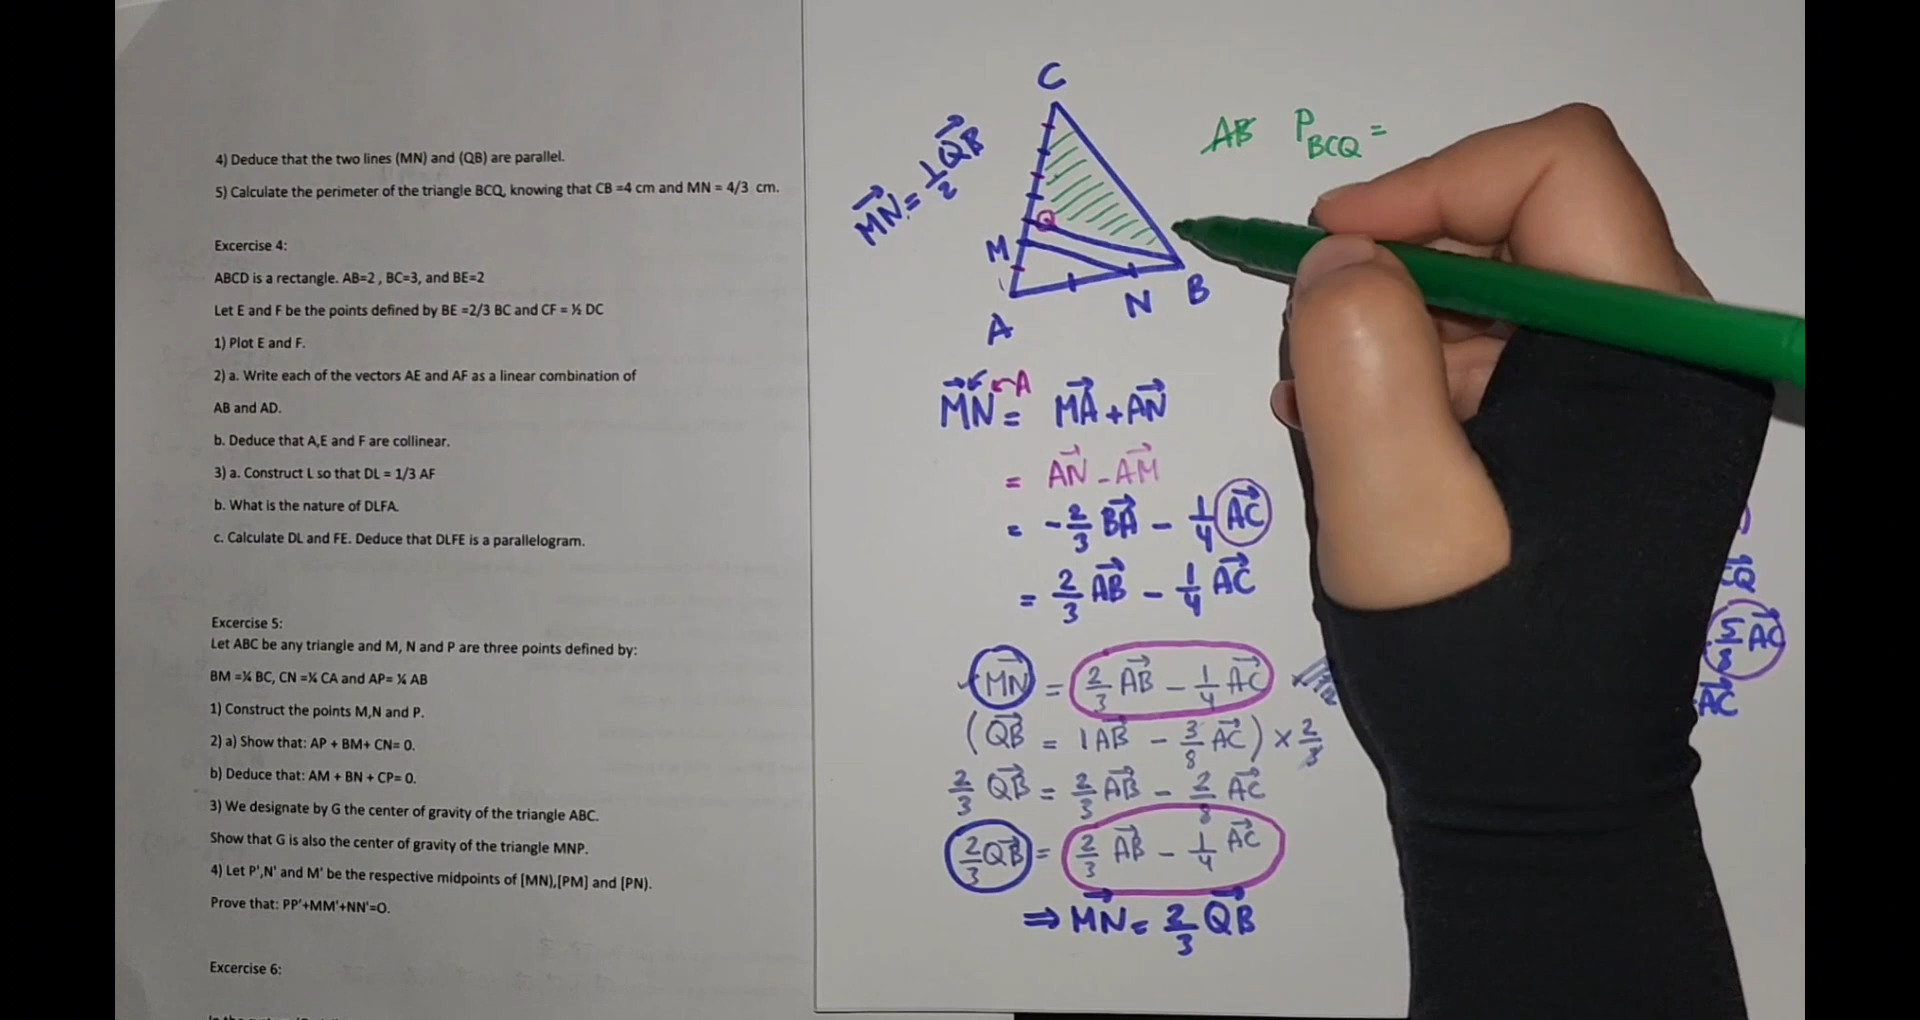 4) Deduce that the two lines (MN) and (QB) are parallel.
5) Calculate the perimeter of the triangle BCQ, knowing that CB =4 cm and MN = 4/3 cm.
Excercise 4:
ABCD is a rectangle. AB=2 , BC=3, and BE=2
Let E and F be the points defined by BE =2/3 BC and CF = ½ DC
1) Plot E and F.
2) a. Write each of the vectors AE and AF as a linear combination of
AB and AD.
b. Deduce that A,E and F are collinear.
3) a. Construct L so that DL = 1/3 AF
b. What is the nature of DLFA.
c. Calculate DL and FE. Deduce that DLFE is a parallelogram.
Exercise 5:
Let ABC be any triangle and M, N and P are three points defined by:
BM =¼ BC, CN =¼ CA and AP= ¼ AB
1) Construct the points M,N and P.
2) a) Show that: AP + BM+ CN= 0.
b) Deduce that: AM + BN + CP= 0.
3) We designate by G the center of gravity of the triangle ABC.
Show that G is also the center of gravity of the triangle MNP.
4) Let P',N' and M' be the respective midpoints of [MN),[PM] and [PN).
Prove that: PP'+MM'+NN'=O.
Excercise 6:
C
MN = 1/2 QB
AB P BCQ =
Q
M
N B
A
MN = MA + AN
A
= AN - AM
= - 2/3 BA - 1/4 AC
= 2/3 AB - 1/4 AC
MN = 2/3 AB - 1/4 AC
(QB = 1AB - 3/8 AC) × 2/3
2/3 QB = 2/3 AB - 2/8 AC
2/3 QB = 2/3 AB - 1/4 AC
⇒ MN = 2/3 QB
CQ
5/8 AC
AC